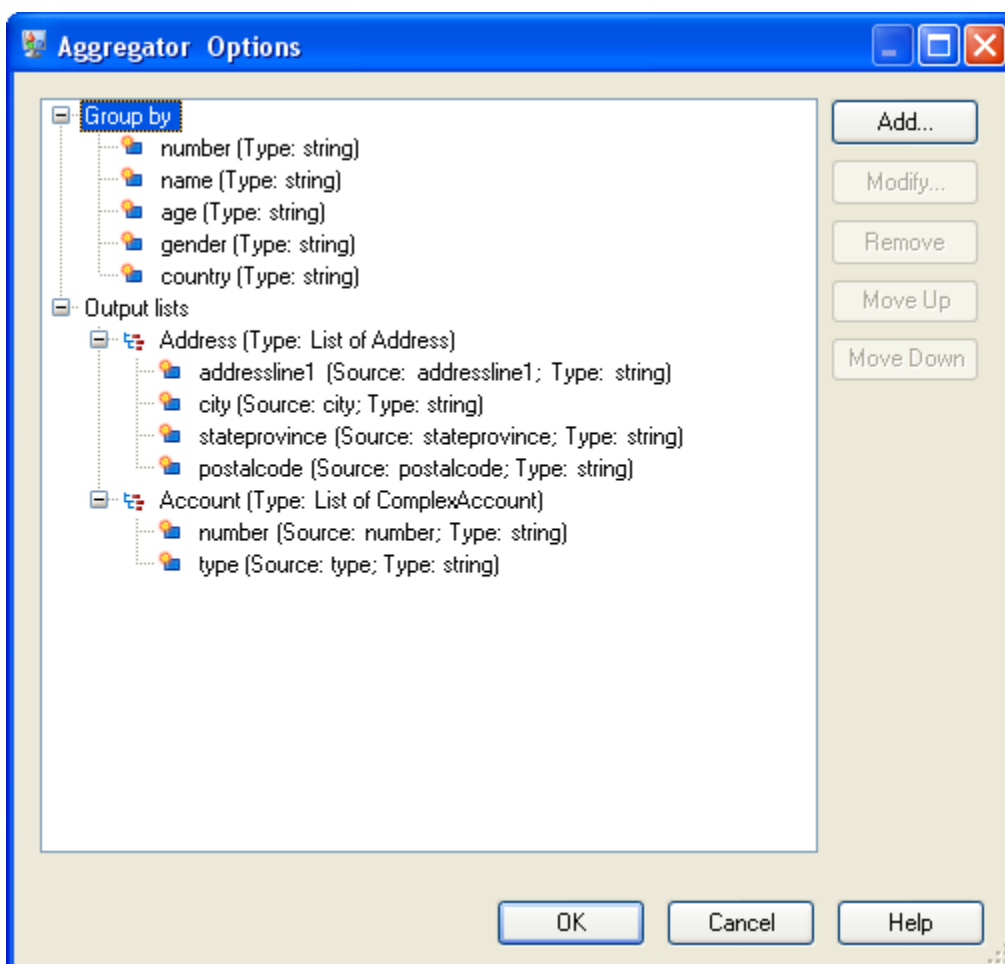 Aggregator Options
Group by
number (Type: string)
name (Type: string)
age (Type: string)
gender (Type: string)
country (Type: string)
Output lists
Address (Type: List of Address)
addressline1 (Source: addressline1; Type: string)
city (Source: city; Type: string)
stateprovince (Source: stateprovince; Type: string)
postalcode (Source: postalcode; Type: string)
Account (Type: List of ComplexAccount)
number (Source: number; Type: string)
type (Source: type; Type: string)
Add...
Modify...
Remove
Move Up
Move Down
OK
Cancel
Help